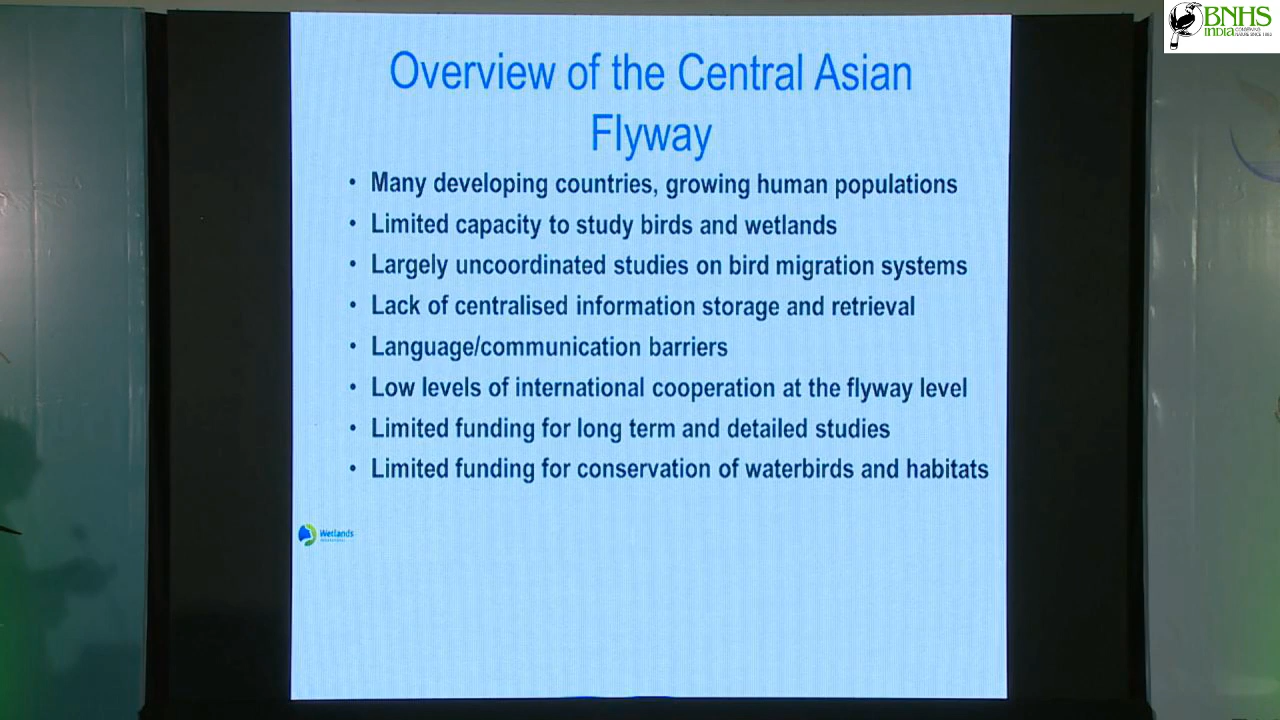 BNHS
INDIA
Overview of the Central Asian
Flyway
• Many developing countries, growing human populations
• Limited capacity to study birds and wetlands
• Largely uncoordinated studies on bird migration systems
• Lack of centralised information storage and retrieval
• Language/communication barriers
• Low levels of international cooperation at the flyway level
• Limited funding for long term and detailed studies
• Limited funding for conservation of waterbirds and habitats
Wetlands